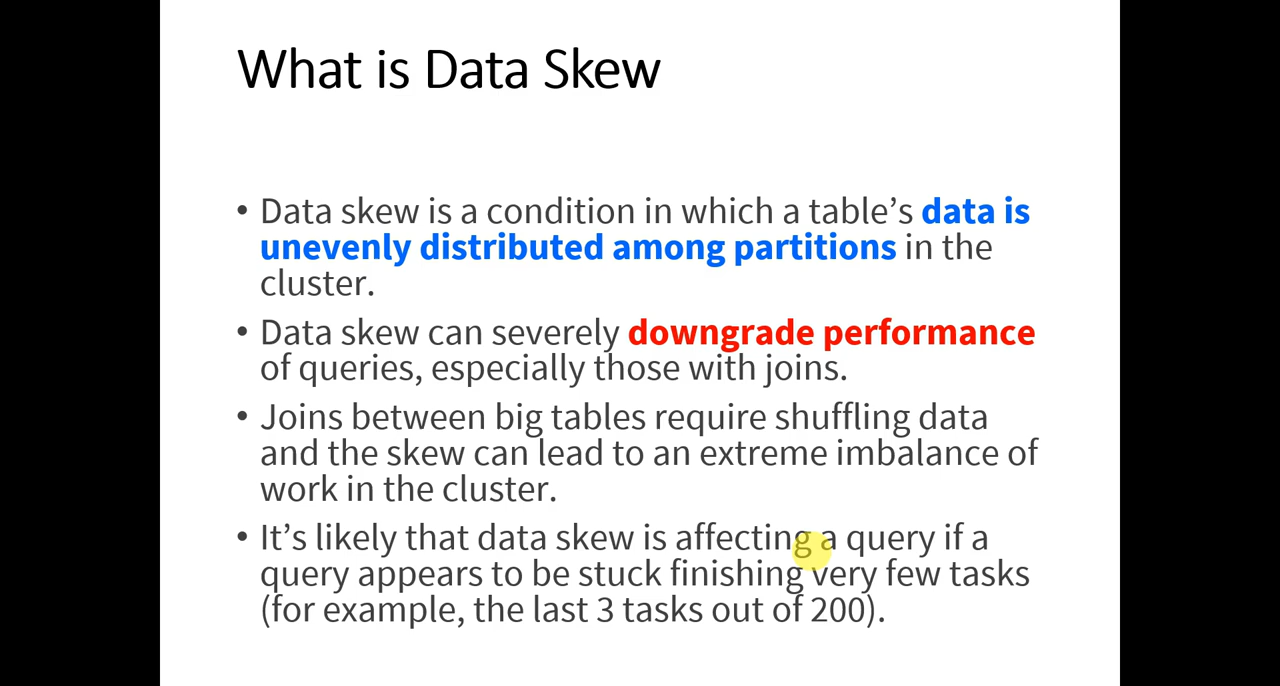 What is Data Skew
• Data skew is a condition in which a table’s data is
unevenly distributed among partitions in the
cluster.
• Data skew can severely downgrade performance
of queries, especially those with joins.
• Joins between big tables require shuffling data
and the skew can lead to an extreme imbalance of
work in the cluster.
• It’s likely that data skew is affecting a query if a
query appears to be stuck finishing very few tasks
(for example, the last 3 tasks out of 200).